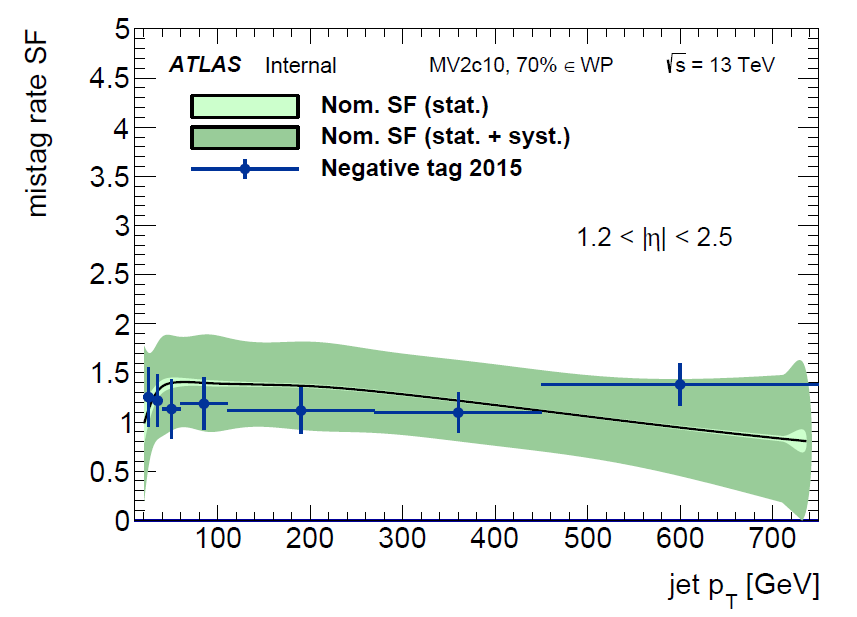 mistag rate SF
5
4.5
4
3.5
3
2.5
2
1.5
1
0.5
0
ATLAS Internal
MV2c10, 70% ∈ WP
√s = 13 TeV
Nom. SF (stat.)
Nom. SF (stat. + syst.)
Negative tag 2015
1.2 < |η| < 2.5
100 200 300 400 500 600 700
jet p_T [GeV]